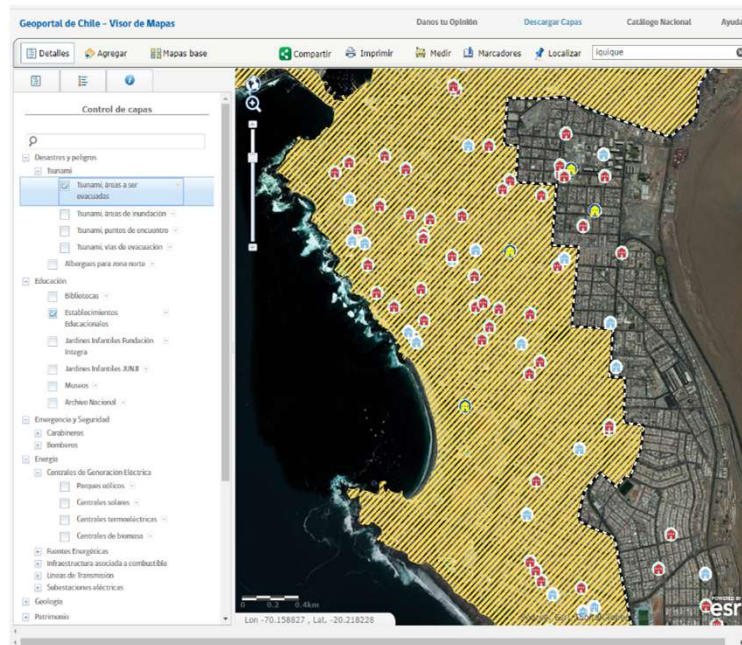 Geoportal de Chile - Visor de Mapas
Danos tu Opinión
Descargar Capas
Catálogo Nacional
Ayuda
Detalles
Agregar
Mapas base
Compartir
Imprimir
Medir
Marcadores
Localizar
iquique
Control de capas
Desastres y peligros
Tsunami
Tsunami, áreas a ser
evacuadas
Tsunami, áreas de inundación
Tsunami, puntos de encuentro
Tsunami, vías de evacuación
Albergues para zona norte
Educación
Bibliotecas
Establecimientos
Educacionales
Jardines Infantiles Fundación
Integra
Jardines Infantiles JUNJI
Museos
Archivo Nacional
Emergencia y Seguridad
Carabineros
Bomberos
Energía
Centrales de Generación Eléctrica
Parques eólicos
Centrales solares
Centrales termoeléctricas
Centrales de biomasa
Fuentes Energéticas
Infraestructura asociada a combustible
Líneas de Transmisión
Subestaciones eléctricas
Geología
Patrimonio
0 0.2 0.4km
Lon -70.158827 , Lat. -20.218228
POWERED BY
esri